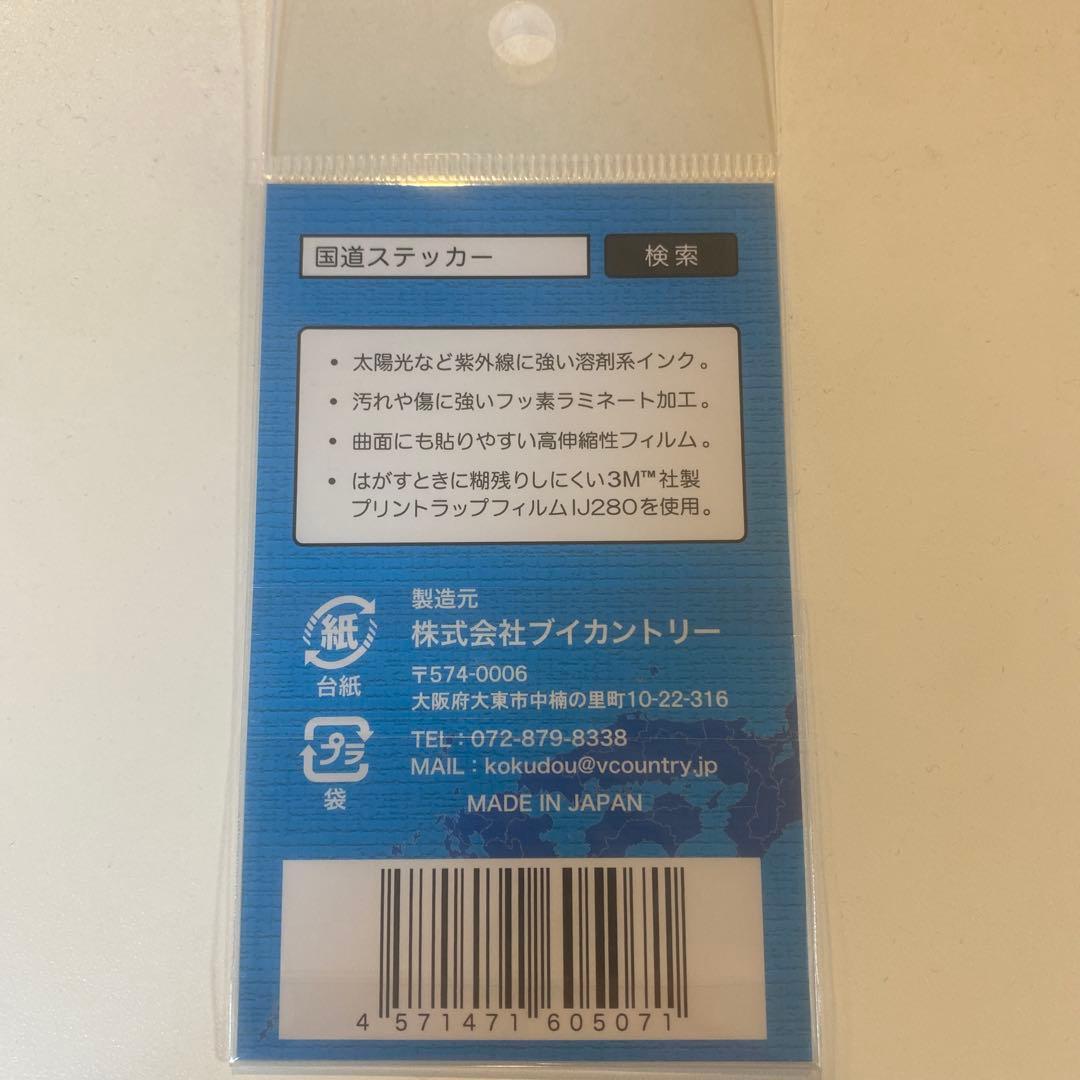 国道ステッカー 検索
• 太陽光など紫外線に強い溶剤系インク。
• 汚れや傷に強いフッ素ラミネート加工。
• 曲面にも貼りやすい高伸縮性フィルム。
• はがすときに糊残りしにくい3M™社製
プリントラップフィルムIJ280を使用。
紙
台紙
プラ
袋
製造元
株式会社ブイカントリー
〒574-0006
大阪府大東市中楠の里町10-22-316
TEL：072-879-8338
MAIL：kokudou@vcountry.jp
MADE IN JAPAN
4 571471 605071